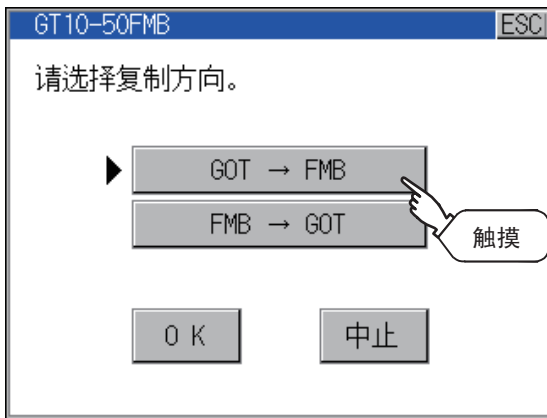 GT10-50FMB ESC
请选择复制方向。
▶ GOT → FMB
FMB → GOT
触摸
O K 中止